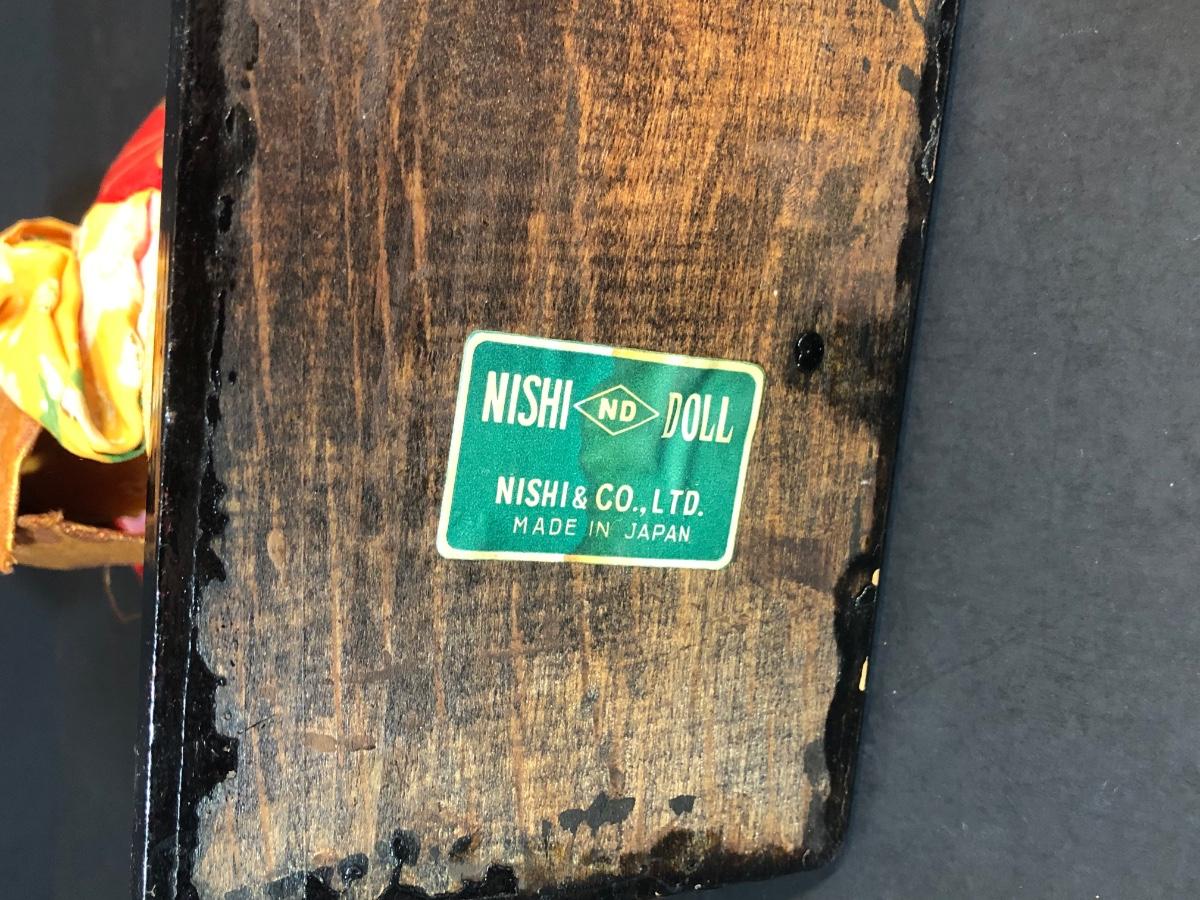 NISHI ND DOLL
NISHI & CO., LTD.
MADE IN JAPAN